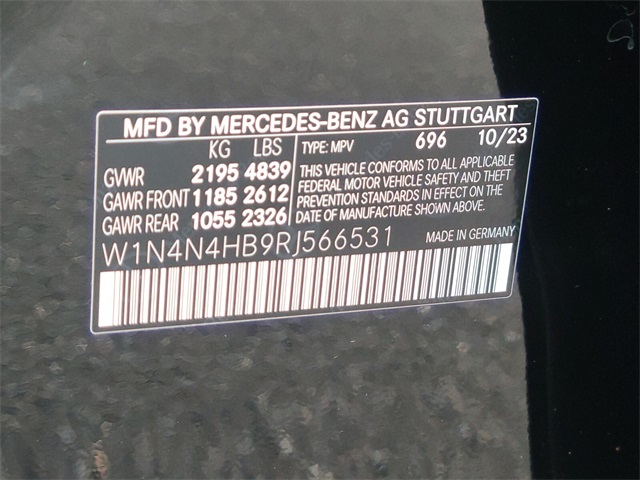 MFD BY MERCEDES-BENZ AG STUTTGART
KG LBS TYPE: MPV 696 10/23
GVWR 2195 4839
GAWR FRONT 1185 2612
GAWR REAR 1055 2326
THIS VEHICLE CONFORMS TO ALL APPLICABLE
FEDERAL MOTOR VEHICLE SAFETY AND THEFT
PREVENTION STANDARDS IN EFFECT ON THE
DATE OF MANUFACTURE SHOWN ABOVE.
W1N4N4HB9RJ566531 MADE IN GERMANY